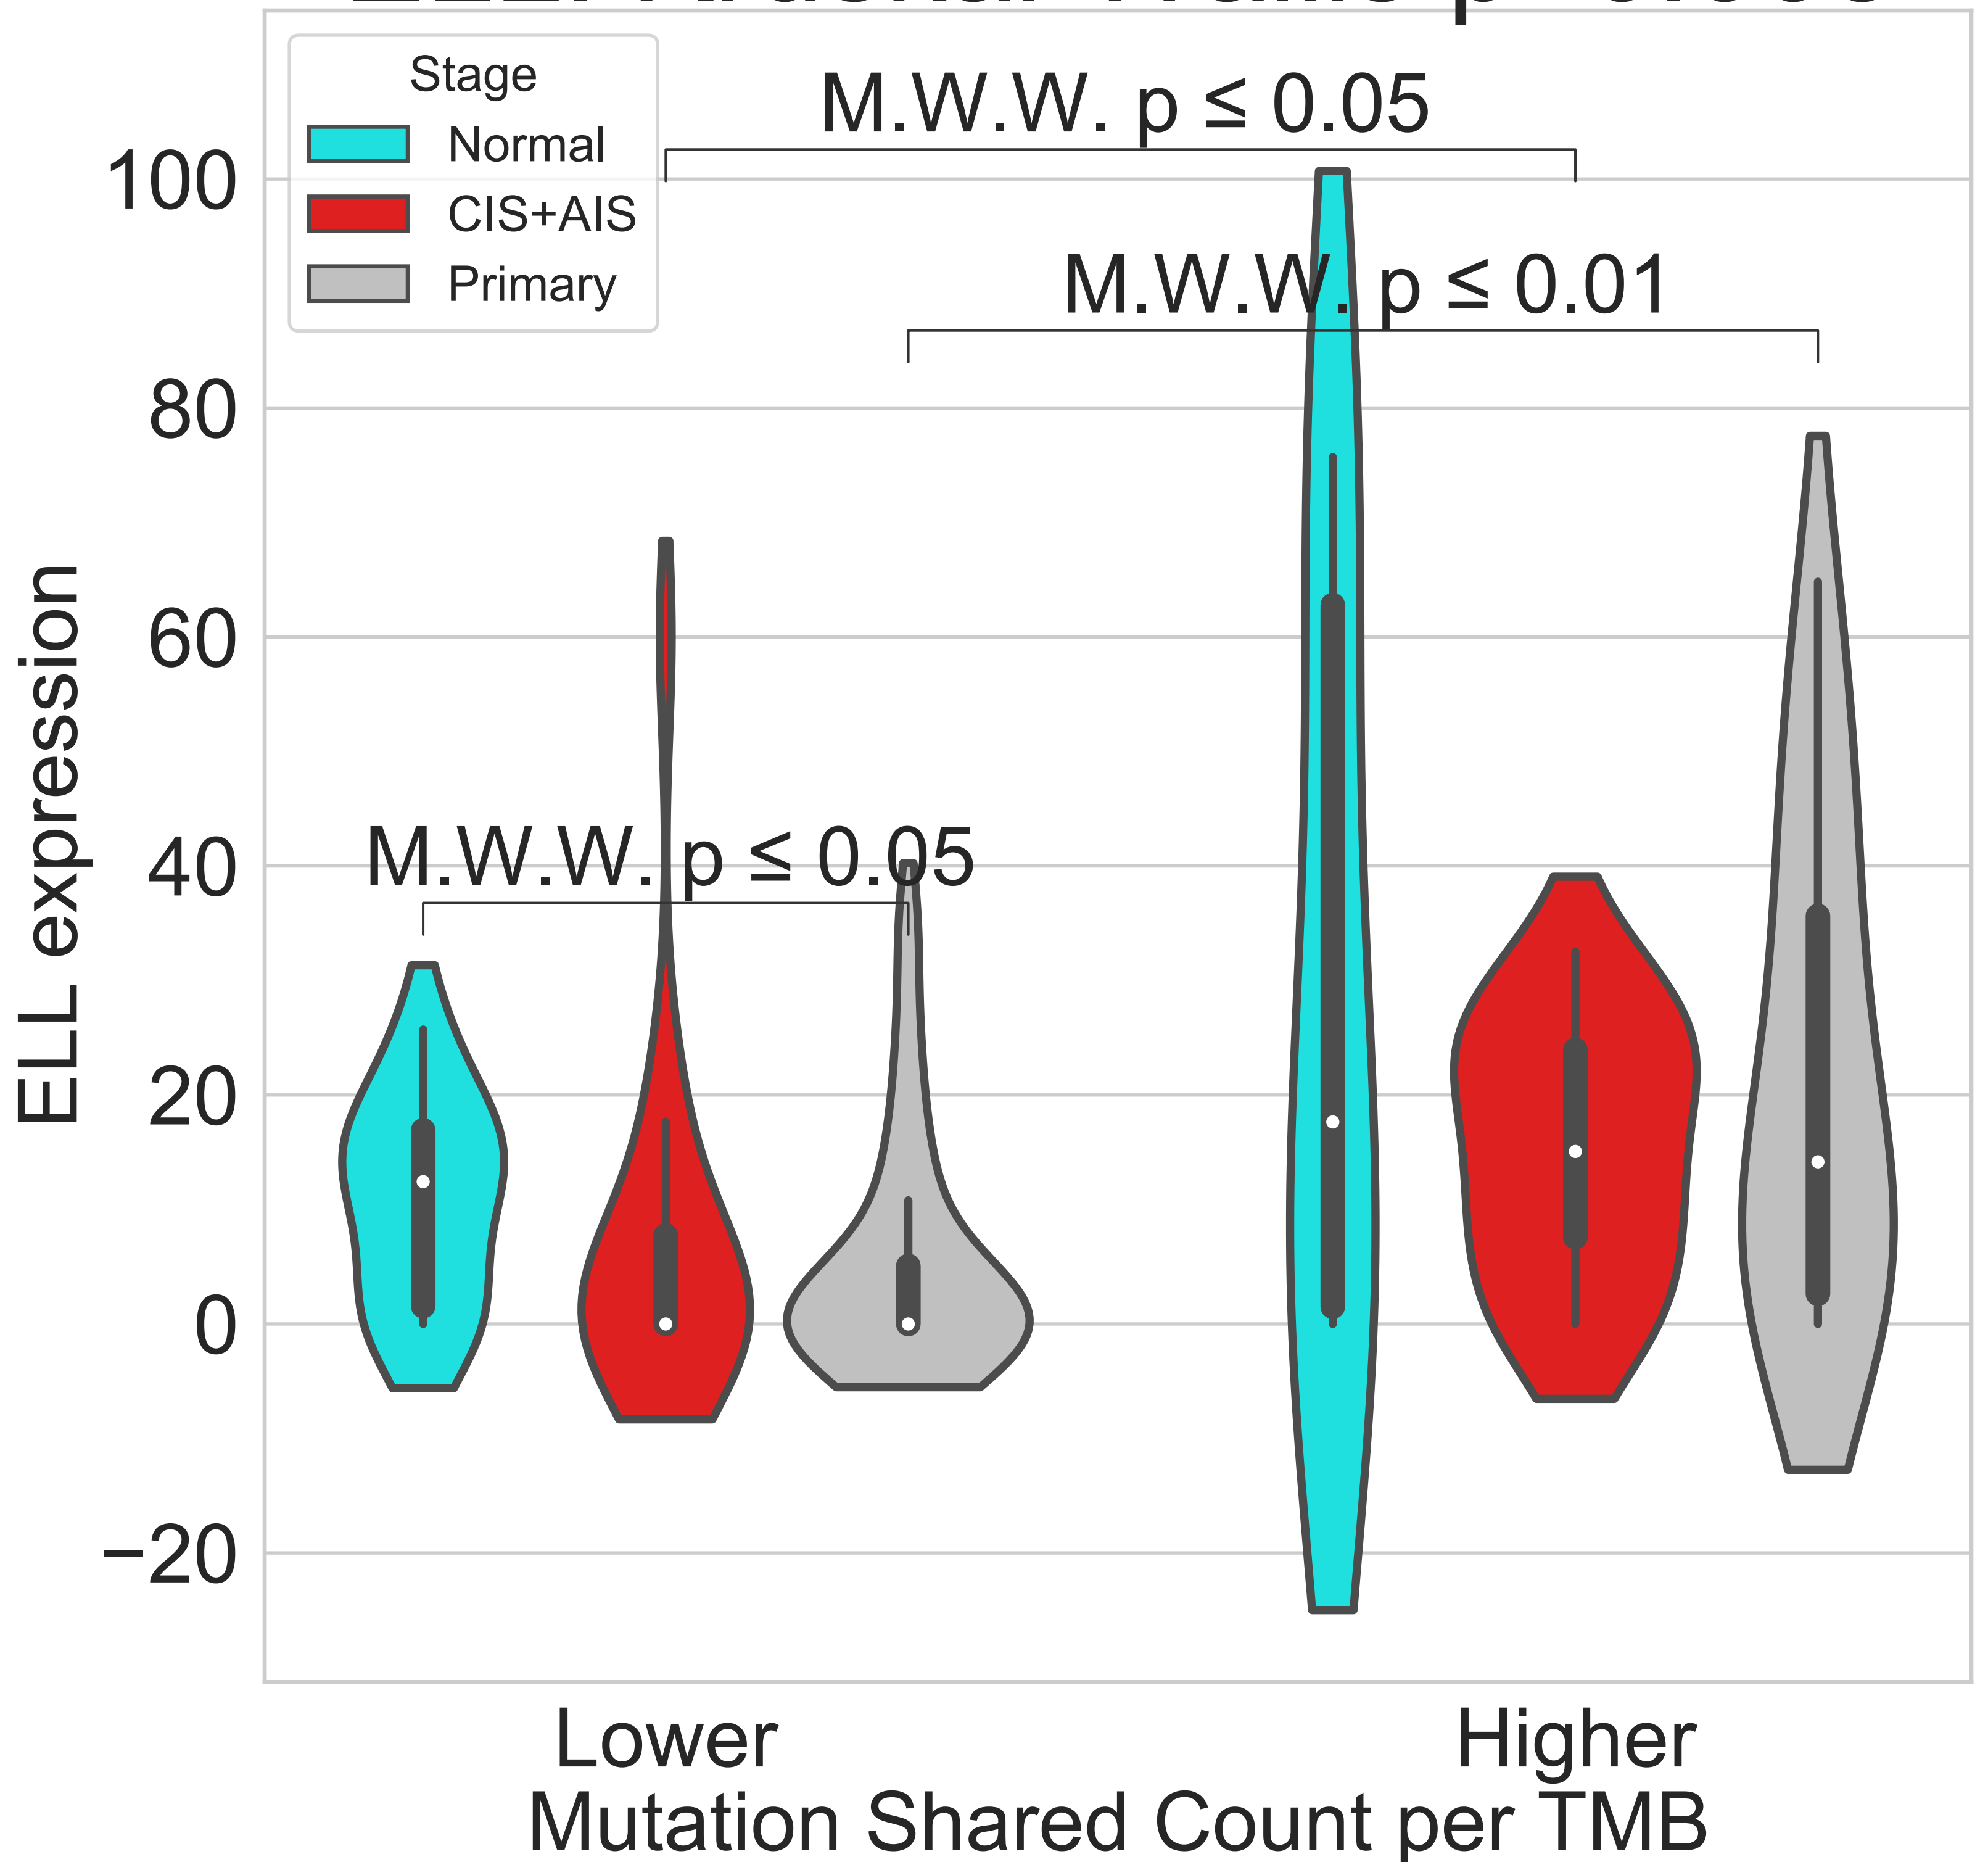 Stage
Normal
CIS+AIS
Primary
M.W.W. p ≤ 0.05
M.W.W. p ≤ 0.01
M.W.W. p ≤ 0.05
100
80
60
40
20
0
−20
ELL expression
Lower
Higher
Mutation Shared Count per TMB